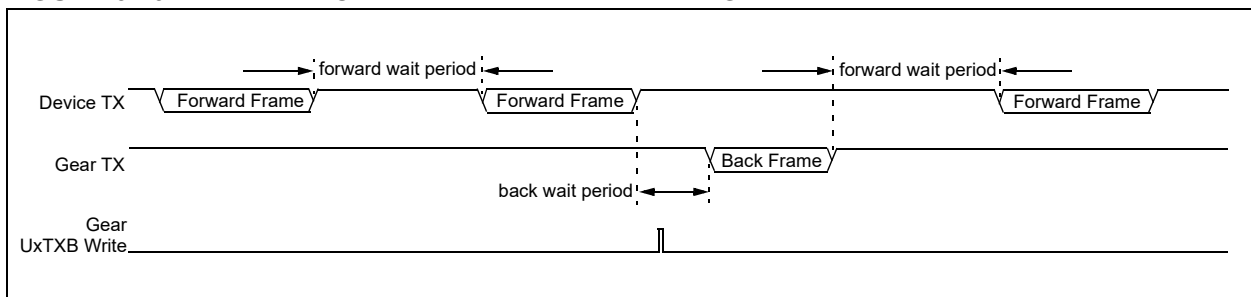 forward wait period
forward wait period
Device TX
Forward Frame
Forward Frame
Forward Frame
Gear TX
Back Frame
back wait period
Gear
UxTXB Write